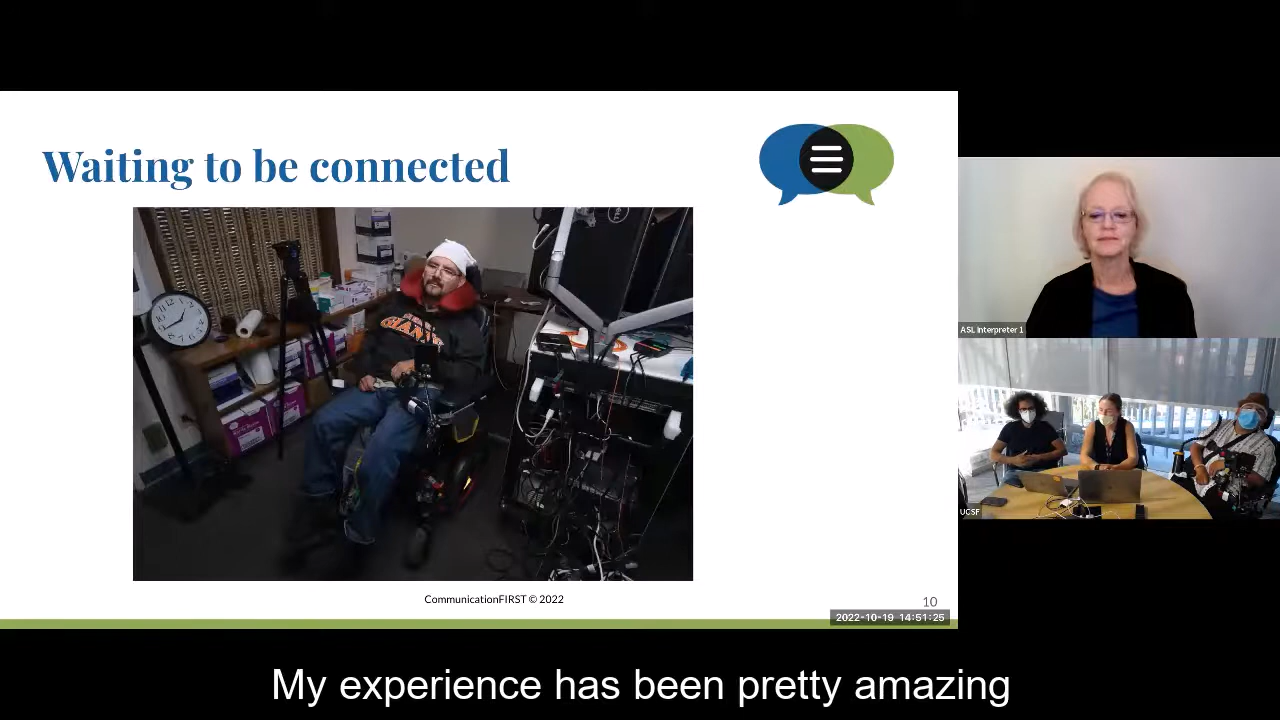 Waiting to be connected
GIANTS
CommunicationFIRST © 2022
10
2022-10-19 14:51:25
ASL Interpreter 1
UCSF
My experience has been pretty amazing